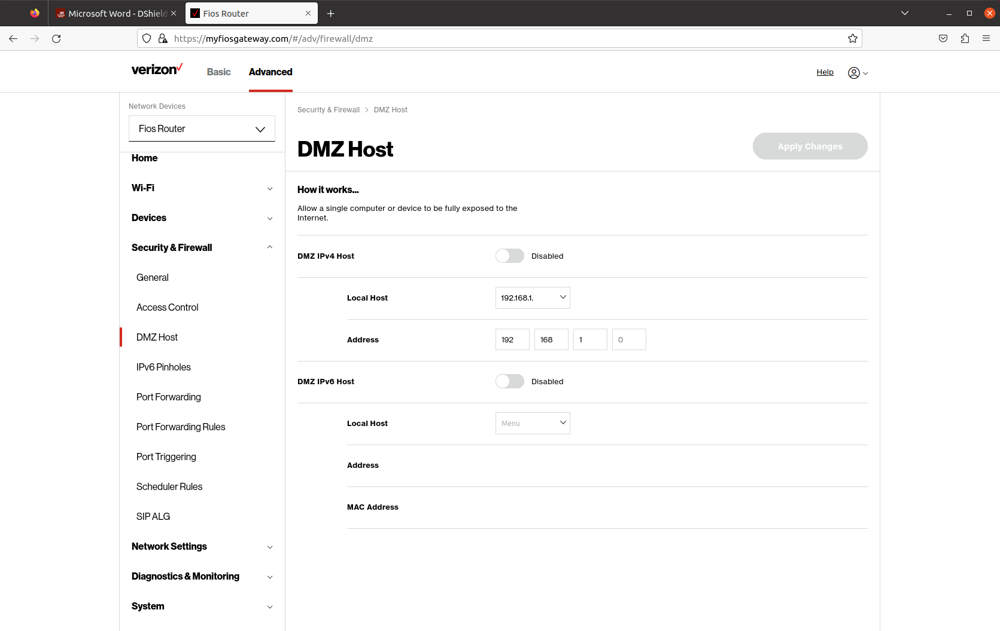 Microsoft Word - DShield
Fios Router
https://myfiosgateway.com/#/adv/firewall/dmz
verizon
Basic
Advanced
Help
Network Devices
Fios Router
Home
Wi-Fi
Devices
Security & Firewall
General
Access Control
DMZ Host
IPv6 Pinholes
Port Forwarding
Port Forwarding Rules
Port Triggering
Scheduler Rules
SIP ALG
Network Settings
Diagnostics & Monitoring
System
Security & Firewall > DMZ Host
DMZ Host
Apply Changes
How it works...
Allow a single computer or device to be fully exposed to the
Internet.
DMZ IPv4 Host
Disabled
Local Host
192.168.1.
Address
192 168 1 0
DMZ IPv6 Host
Disabled
Local Host
Menu
Address
MAC Address